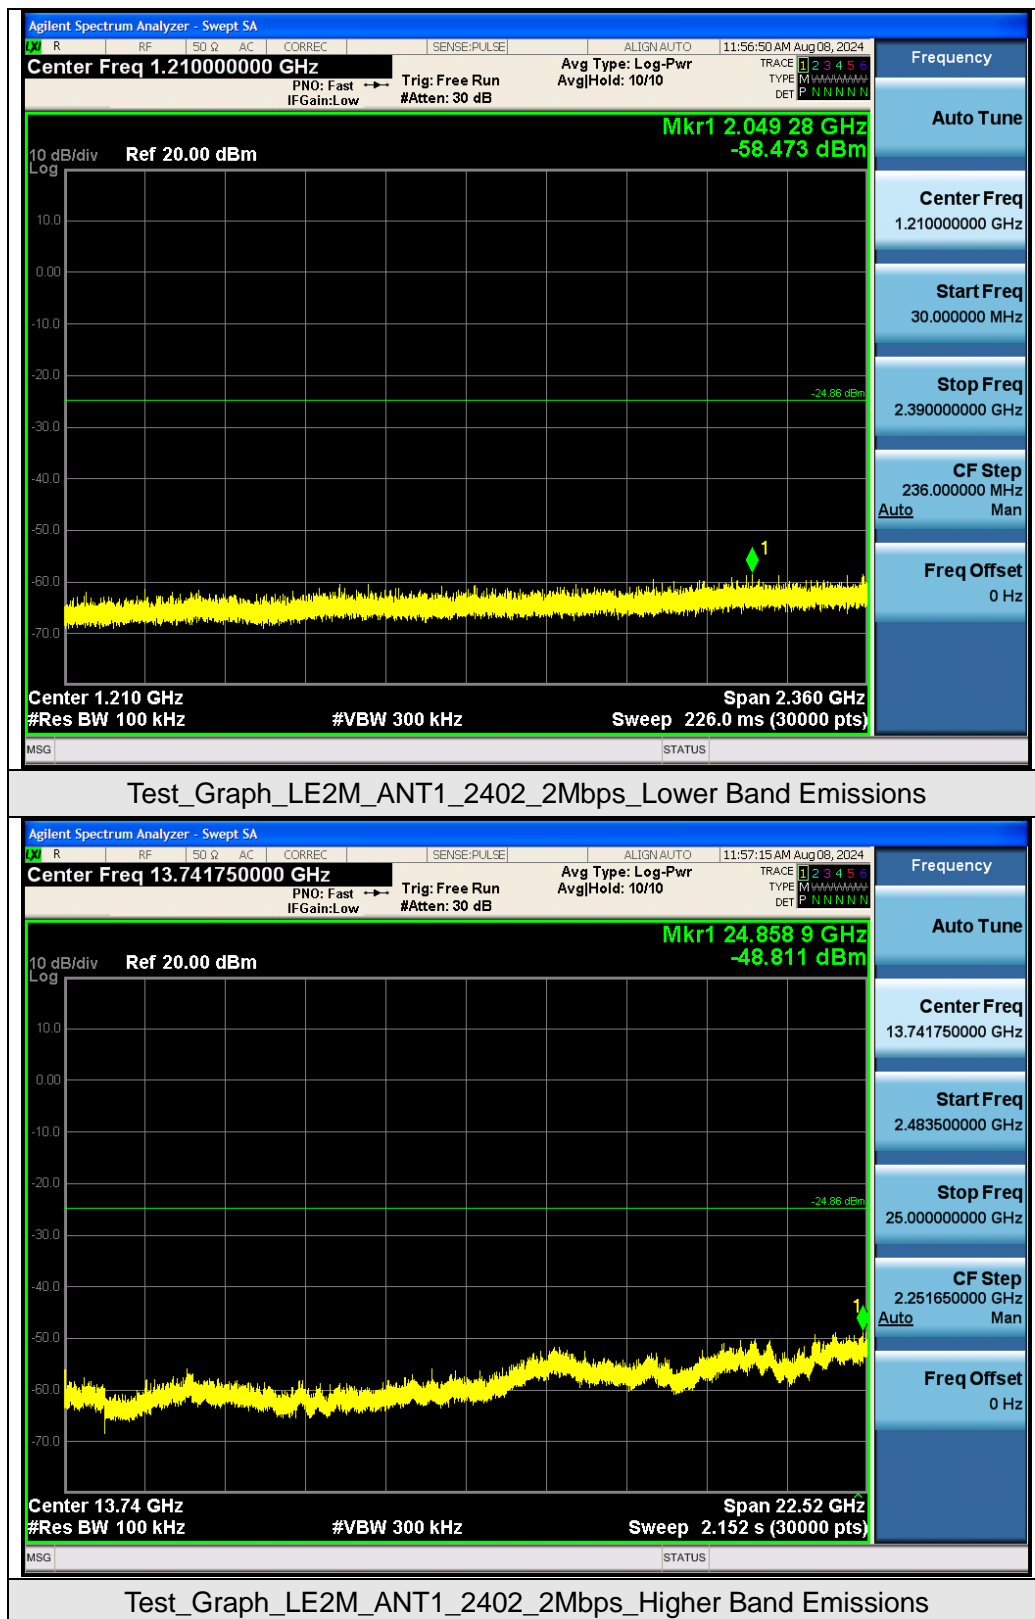 Agilent Spectrum Analyzer - Swept SA
LXI R RF 50 Ω AC CORREC SENSE:PULSE ALIGN AUTO 11:56:50 AM Aug 08, 2024
Center Freq 1.210000000 GHz
PNO: Fast
IFGain:Low
Trig: Free Run
#Atten: 30 dB
Avg Type: Log-Pwr
Avg|Hold: 10/10
TRACE 1 2 3 4 5 6
TYPE M WWWWW
DET P N N N N N
Mkr1 2.049 28 GHz
-58.473 dBm
10 dB/div Ref 20.00 dBm
Log
10.0
0.00
-10.0
-20.0
-24.86 dBm
-30.0
-40.0
-50.0
1
-60.0
-70.0
Center 1.210 GHz Span 2.360 GHz
#Res BW 100 kHz #VBW 300 kHz Sweep 226.0 ms (30000 pts)
MSG STATUS
Frequency
Auto Tune
Center Freq
1.210000000 GHz
Start Freq
30.000000 MHz
Stop Freq
2.390000000 GHz
CF Step
236.000000 MHz
Auto Man
Freq Offset
0 Hz
Test_Graph_LE2M_ANT1_2402_2Mbps_Lower Band Emissions
Agilent Spectrum Analyzer - Swept SA
LXI R RF 50 Ω AC CORREC SENSE:PULSE ALIGN AUTO 11:57:15 AM Aug 08, 2024
Center Freq 13.741750000 GHz
PNO: Fast
IFGain:Low
Trig: Free Run
#Atten: 30 dB
Avg Type: Log-Pwr
Avg|Hold: 10/10
TRACE 1 2 3 4 5 6
TYPE M WWWWW
DET P N N N N N
Mkr1 24.858 9 GHz
-48.811 dBm
10 dB/div Ref 20.00 dBm
Log
10.0
0.00
-10.0
-20.0
-24.86 dBm
-30.0
-40.0
1
-50.0
-60.0
-70.0
Center 13.74 GHz Span 22.52 GHz
#Res BW 100 kHz #VBW 300 kHz Sweep 2.152 s (30000 pts)
MSG STATUS
Frequency
Auto Tune
Center Freq
13.741750000 GHz
Start Freq
2.483500000 GHz
Stop Freq
25.000000000 GHz
CF Step
2.251650000 GHz
Auto Man
Freq Offset
0 Hz
Test_Graph_LE2M_ANT1_2402_2Mbps_Higher Band Emissions